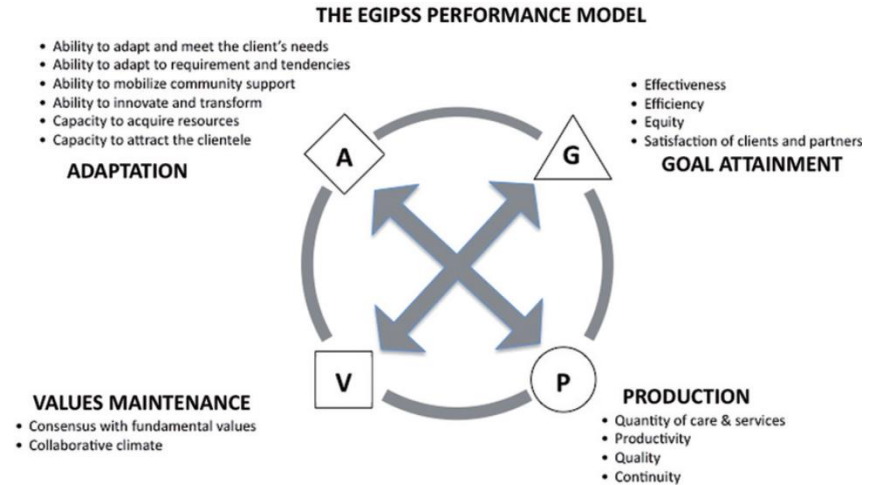 THE EGIPSS PERFORMANCE MODEL
• Ability to adapt and meet the client's needs
• Ability to adapt to requirement and tendencies
• Ability to mobilize community support
• Ability to innovate and transform
• Capacity to acquire resources
• Capacity to attract the clientele
ADAPTATION
• Effectiveness
• Efficiency
• Equity
• Satisfaction of clients and partners
GOAL ATTAINMENT
A
G
V
P
VALUES MAINTENANCE
• Consensus with fundamental values
• Collaborative climate
PRODUCTION
• Quantity of care & services
• Productivity
• Quality
• Continuity